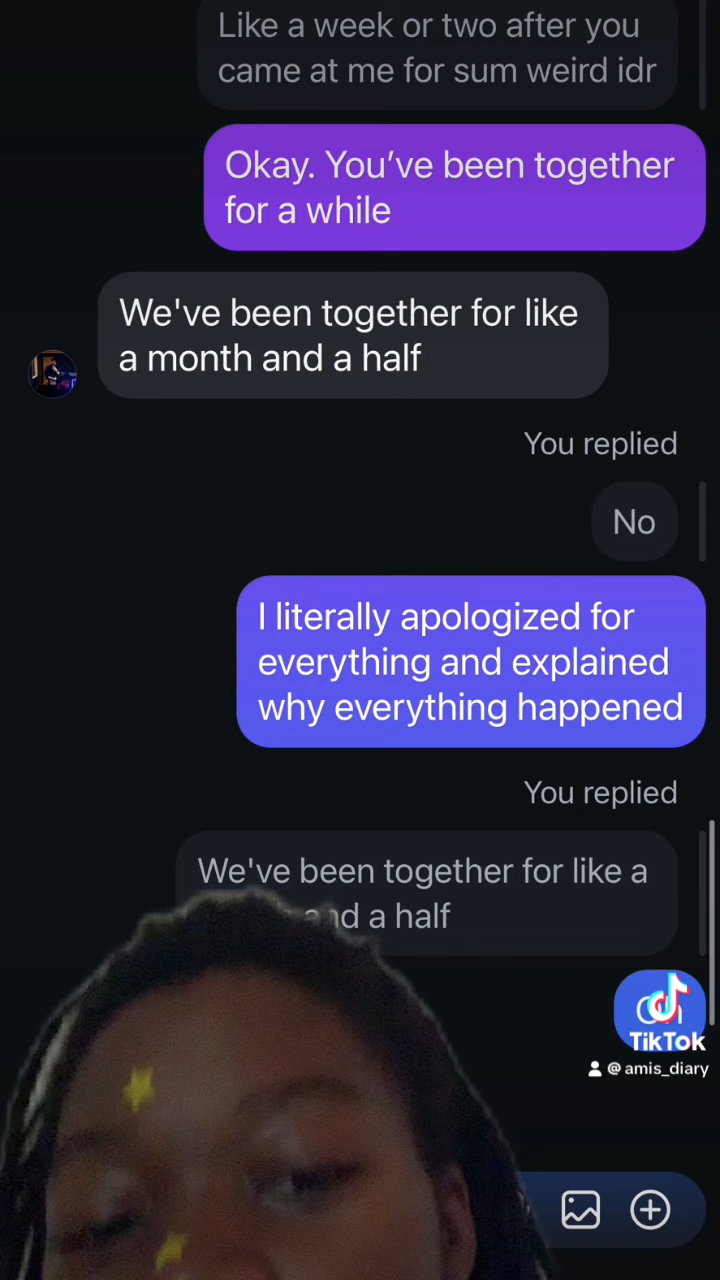 Like a week or two after you
came at me for sum weird idr
Okay. You’ve been together
for a while
We've been together for like
a month and a half
You replied
No
I literally apologized for
everything and explained
why everything happened
You replied
We've been together for like a
and a half
TikTok
@amis_diary